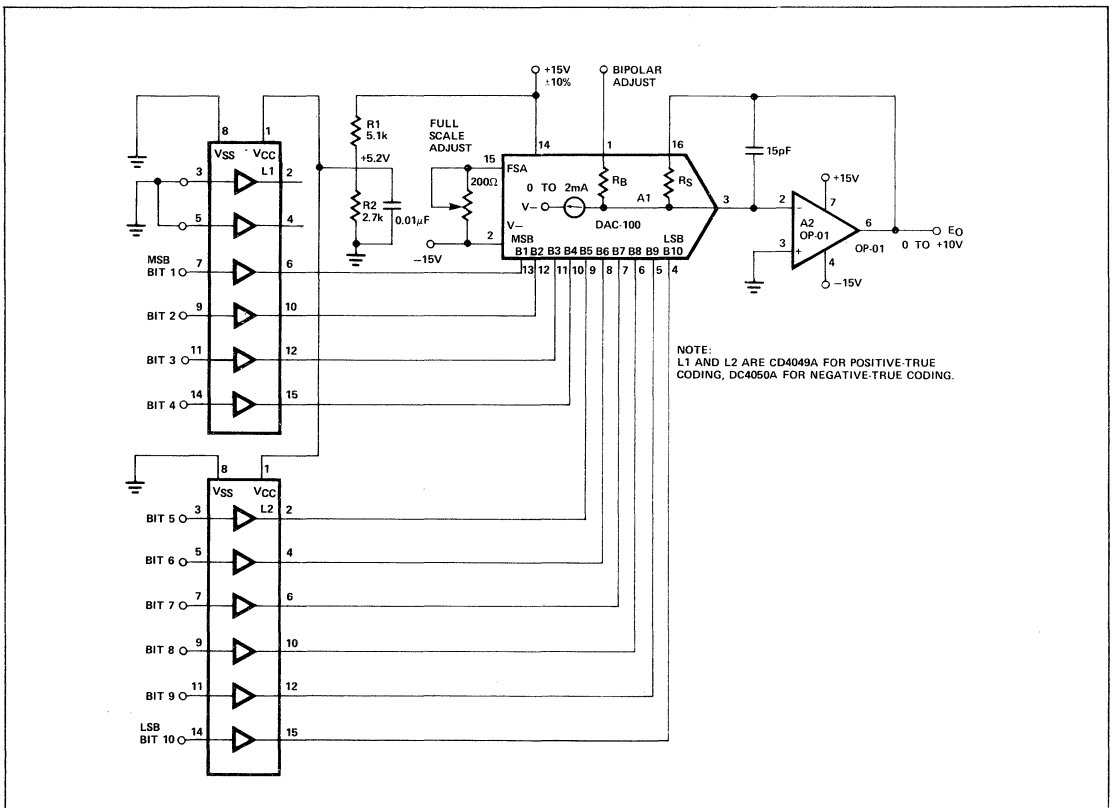 +15V
±10%
BIPOLAR
ADJUST
8
1
VSS
VCC
L1
3
2
5
4
MSB
BIT 1
7
6
BIT 2
9
10
BIT 3
11
12
BIT 4
14
15
R1
5.1k
+5.2V
R2
2.7k
0.01μF
FULL
SCALE
ADJUST
200Ω
15
14
1
16
FSA
0 TO 2mA
V–
RB
RS
A1
DAC-100
3
V–
2
–15V
MSB
LSB
B1 B2 B3 B4 B5 B6 B7 B8 B9 B10
13 12 11 10 9 8 7 6 5 4
15pF
+15V
2
–
7
A2
OP-01
6
OP-01
3
+
4
–15V
EO
0 TO +10V
NOTE:
L1 AND L2 ARE CD4049A FOR POSITIVE-TRUE
CODING, DC4050A FOR NEGATIVE-TRUE CODING.
8
1
VSS
VCC
L2
BIT 5
3
2
BIT 6
5
4
BIT 7
7
6
BIT 8
9
10
BIT 9
11
12
LSB
BIT 10
14
15